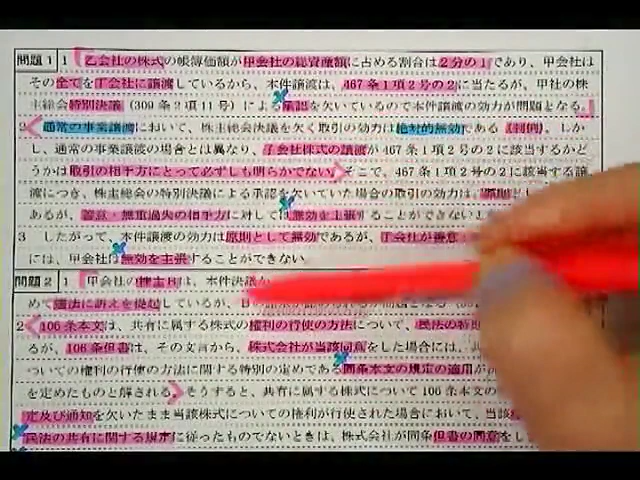 問題1 1 乙会社の株式の帳簿価額が甲会社の総資産額に占める割合は2分の1であり、甲会社は
その全てを丁会社に譲渡しているから、本件譲渡は、467条1項2号の2に当たるが、甲社の株
主総会特別決議(309条2項11号)による承認を欠いているので本件譲渡の効力が問題となる。
2 通常の事業譲渡において、株主総会決議を欠く取引の効力は絶対的無効である(判例)。しか
し、通常の事業譲渡の場合とは異なり、子会社株式の譲渡が467条1項2号の2に該当するかど
うかは取引の相手方にとって必ずしも明らかでない。そこで、467条1項2号の2に該当する譲
渡につき、株主総会の特別決議による承認を欠いていた場合の取引の効力は、原則
あるが、善意・無重過失の相手方に対しては無効を主張することができない
3 したがって、本件譲渡の効力は原則として無効であるが、丁会社が善意
には、甲会社は無効を主張することができない。
問題2 1 甲会社の株主Bは、本件決議
めて適法に訴えを提起しているが、
2 106条本文は、共有に属する株式の権利の行使の方法について、民法の特別
るが、106条但書は、その文言から、株式会社が当該同意をした場合には、共
ついての権利の行使の方法に関する特別の定めである同条本文の規定の適用が
を定めたものと解される。そうすると、共有に属する株式について106条本文の
定及び通知を欠いたまま当該株式についての権利が行使された場合において、当該
民法の共有に関する規定に従ったものでないときは、株式会社が同条但書の同意をし